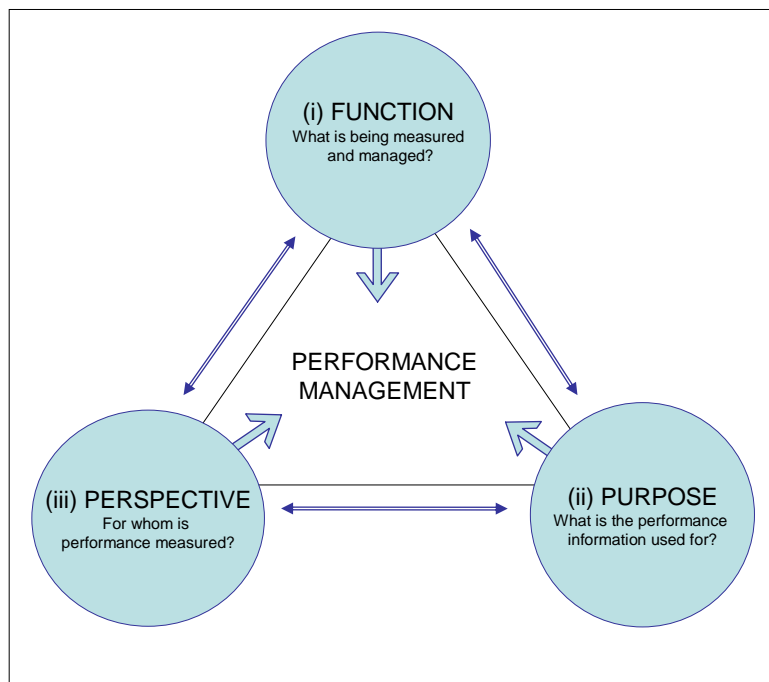 (i) FUNCTION
What is being measured
and managed?
PERFORMANCE
MANAGEMENT
(iii) PERSPECTIVE
For whom is
performance measured?
(ii) PURPOSE
What is the performance
information used for?